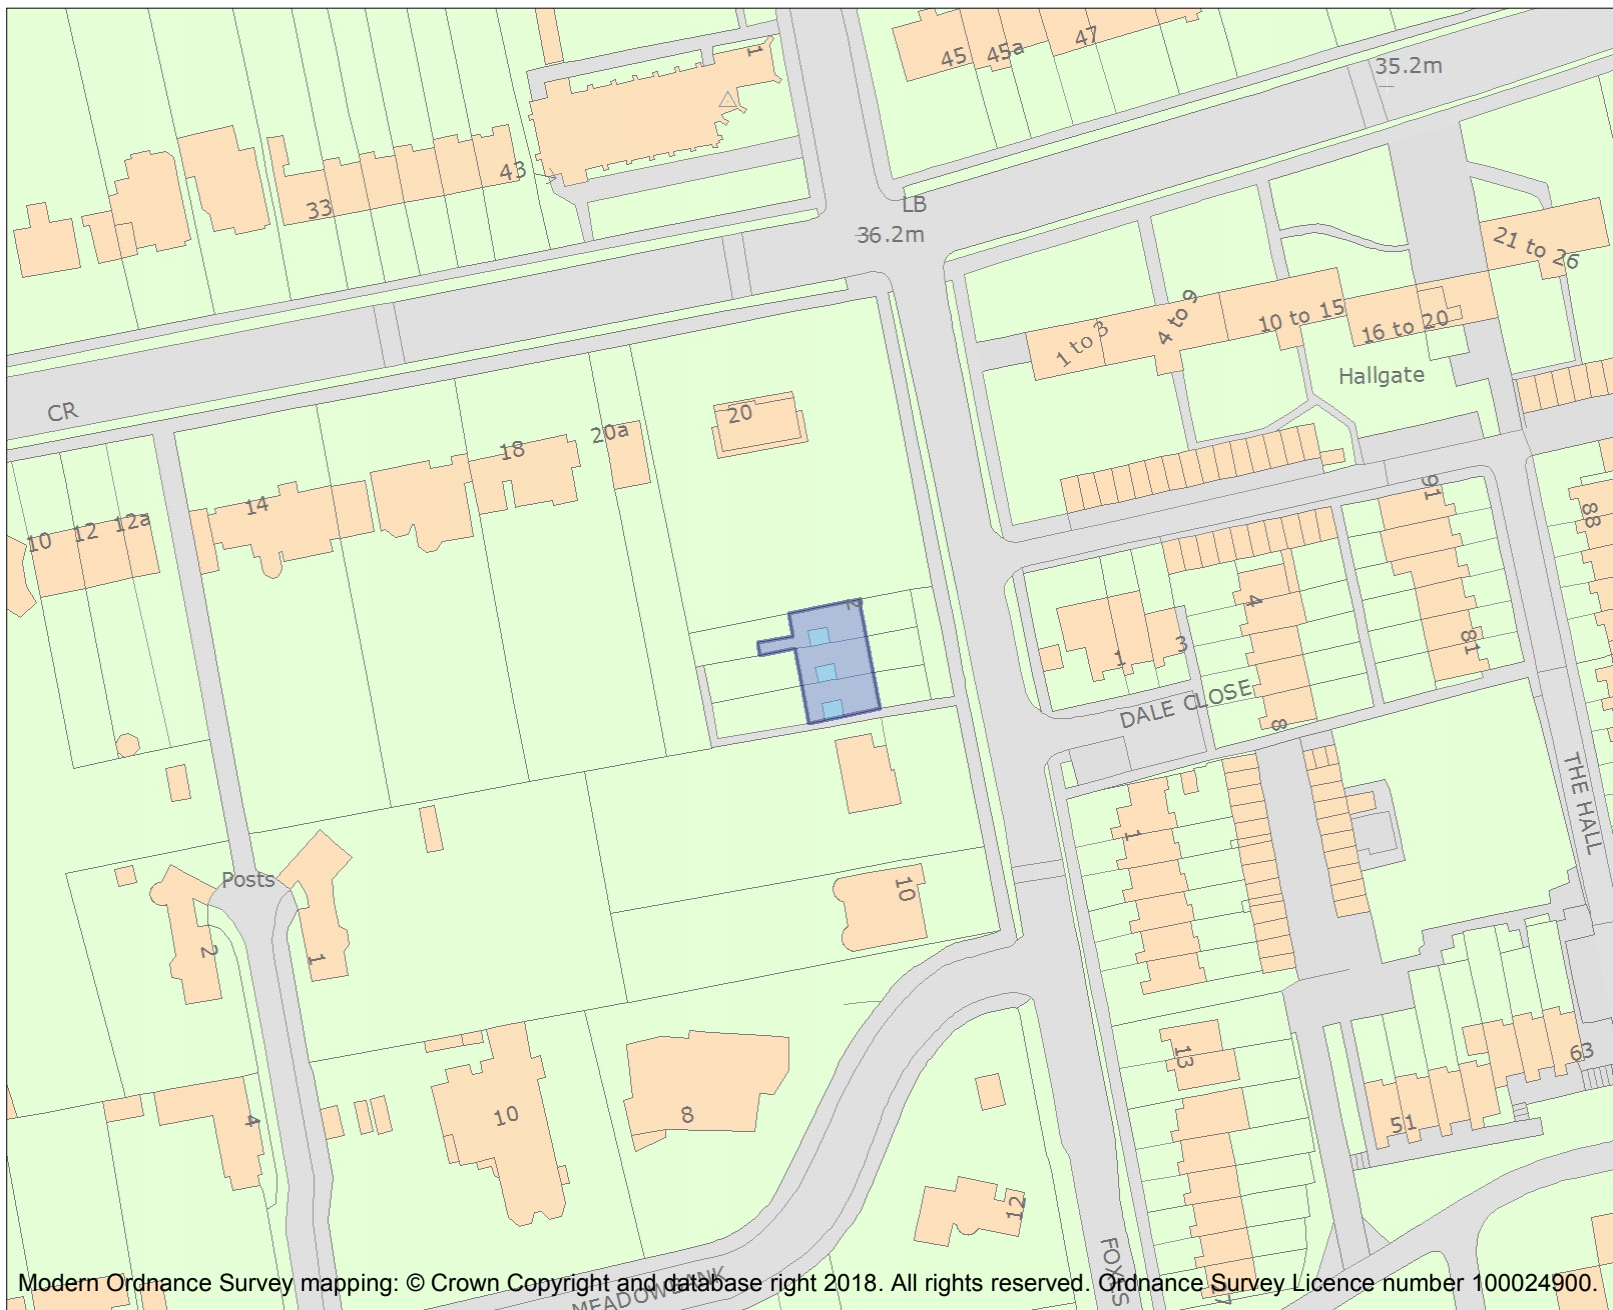 45
45a
47
1
35.2m
43
33
LB
36.2m
21 to 26
1 to 3
4 to 9
10 to 15
16 to 20
Hallgate
CR
20
20a
18
14
10
12
12a
91
88
2
4
1
3
81
DALE CLOSE
8
THE HALL
1
Posts
10
2
1
13
63
51
4
10
8
12
FOXES
MEADOWBANK
Modern Ordnance Survey mapping: © Crown Copyright and database right 2018. All rights reserved. Ordnance Survey Licence number 100024900.